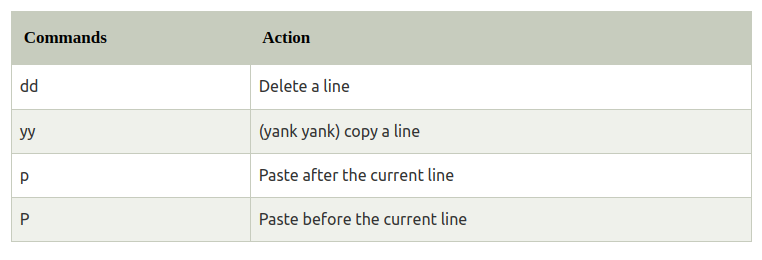 Commands Action
dd Delete a line
yy (yank yank) copy a line
p Paste after the current line
P Paste before the current line